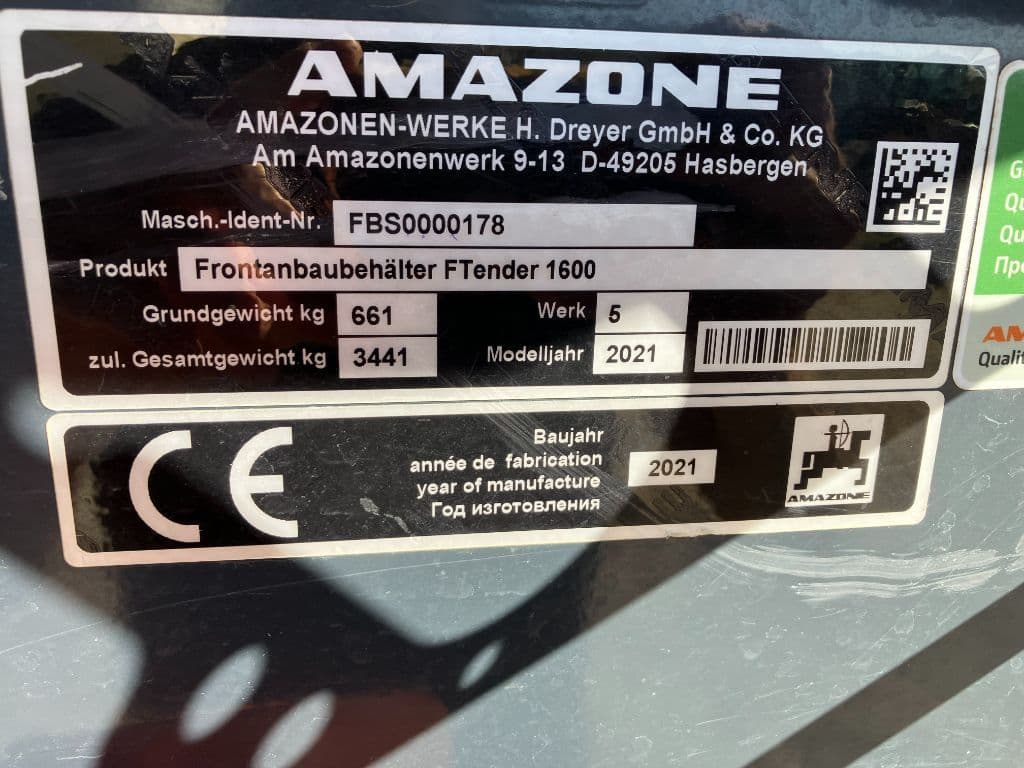 AMAZONE
AMAZONEN-WERKE H. Dreyer GmbH & Co. KG
Am Amazonenwerk 9-13 D-49205 Hasbergen
Masch.-Ident-Nr. FBS0000178
Produkt Frontanbaubehälter FTender 1600
Grundgewicht kg 661 Werk 5
zul. Gesamtgewicht kg 3441 Modelljahr 2021
CE
Baujahr
année de fabrication
year of manufacture
Год изготовления
2021
AMAZONE